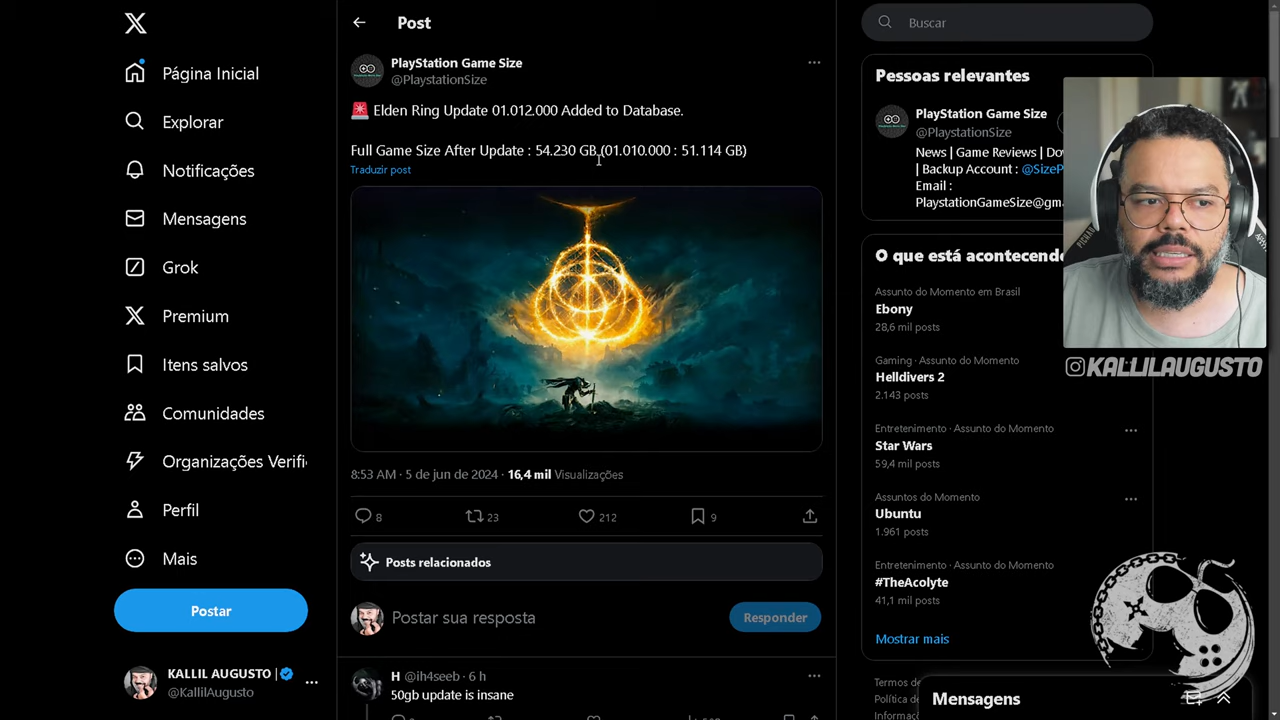 Página Inicial
Explorar
Notificações
Mensagens
Grok
Premium
Itens salvos
Comunidades
Organizações Verifi
Perfil
Mais
Postar
KALLIL AUGUSTO |
@KallilAugusto
Post
PlayStation Game Size
@PlaystationSize
Elden Ring Update 01.012.000 Added to Database.
Full Game Size After Update : 54.230 GB (01.010.000 : 51.114 GB)
Traduzir post
8:53 AM · 5 de jun de 2024 · 16,4 mil Visualizações
8 23 212 9
Posts relacionados
Postar sua resposta
Responder
H @ih4seeb · 6 h
50gb update is insane
Buscar
Pessoas relevantes
PlayStation Game Size
@PlaystationSize
News | Game Reviews | Do
| Backup Account : @SizeP
Email :
PlaystationGameSize@gma
O que está acontecendo
Assunto do Momento em Brasil
Ebony
28,6 mil posts
Gaming · Assunto do Momento
Helldivers 2
2.143 posts
Entretenimento · Assunto do Momento
Star Wars
59,4 mil posts
Assuntos do Momento
Ubuntu
1.961 posts
Entretenimento · Assunto do Momento
#TheAcolyte
41,1 mil posts
Mostrar mais
Termos de
Política de
Informaç
Mensagens
KALLILAUGUSTO